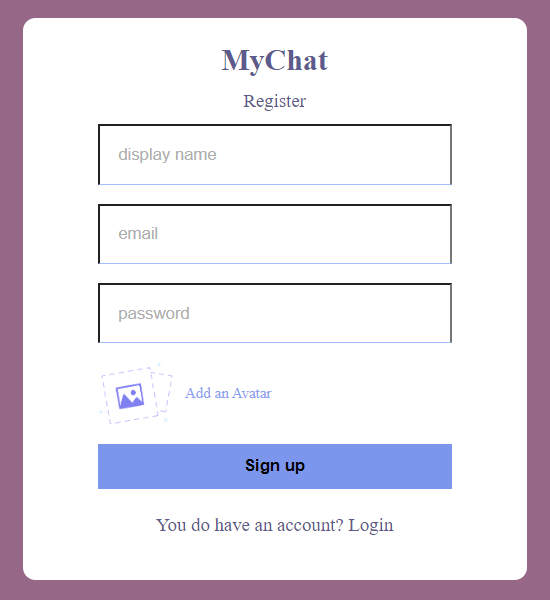 MyChat
Register
display name
email
password
Add an Avatar
Sign up
You do have an account? Login